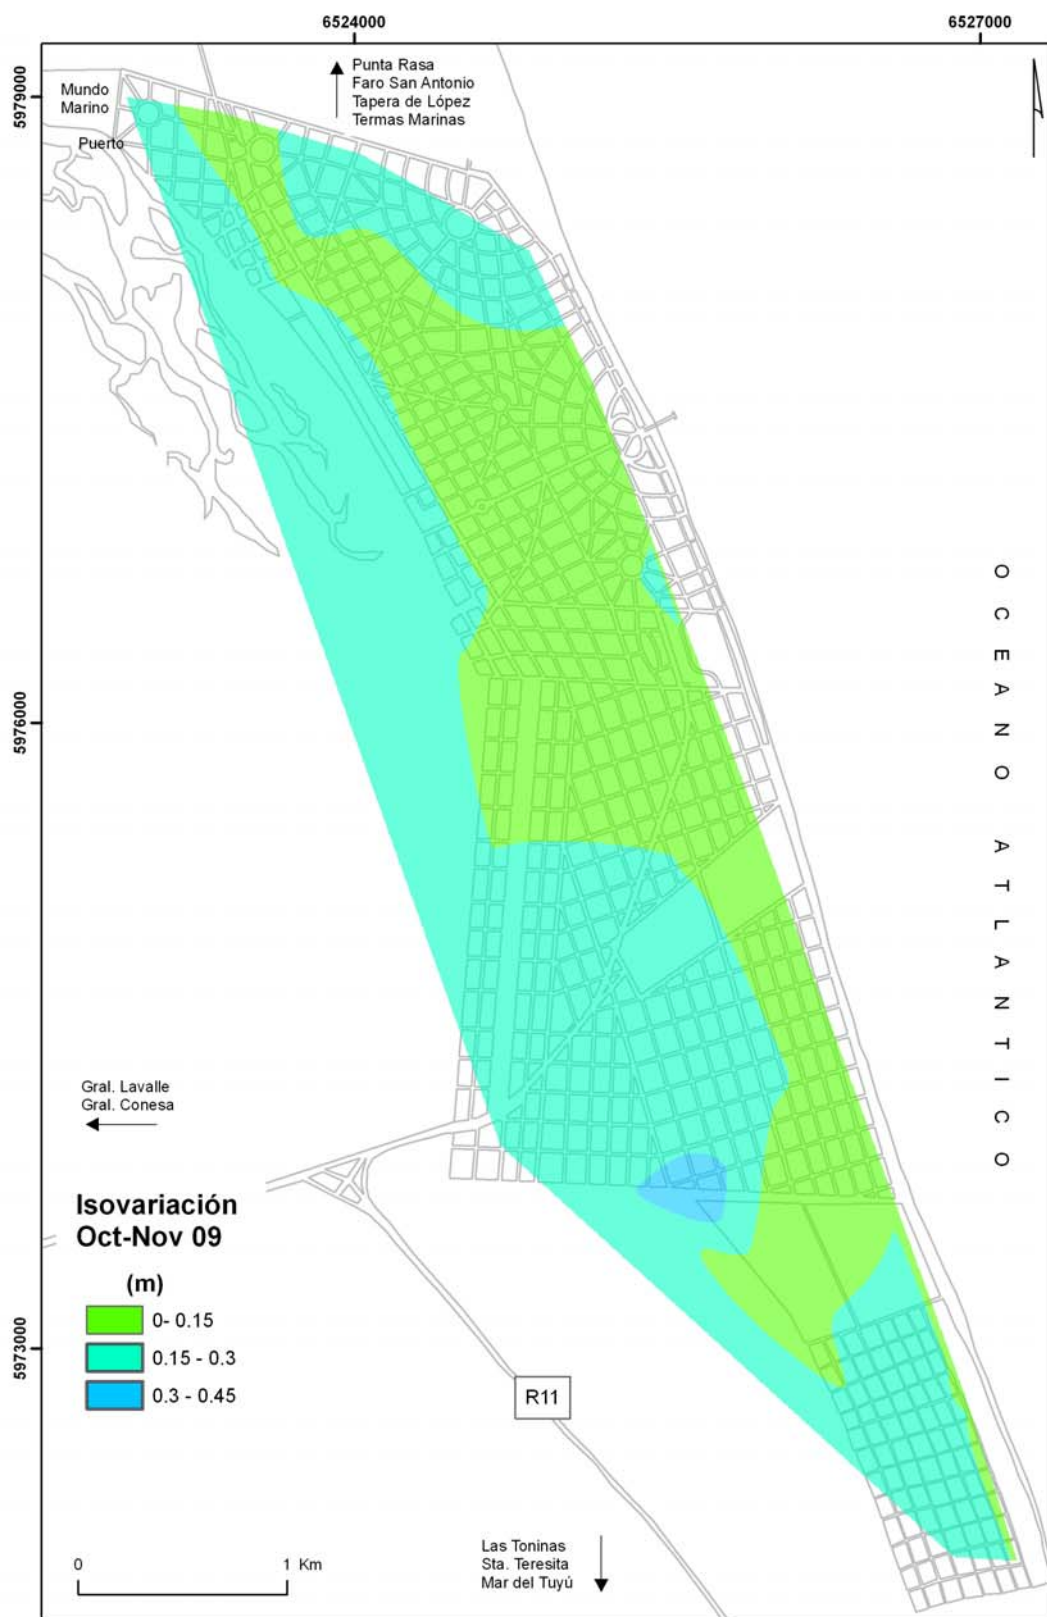 6524000
6527000
5979000
Mundo
Marino
Puerto
Punta Rasa
Faro San Antonio
Tapera de López
Termas Marinas
OCEANO ATLANTICO
5976000
Gral. Lavalle
Gral. Conesa
Isovariación
Oct-Nov 09
(m)
0- 0.15
0.15 - 0.3
0.3 - 0.45
5973000
R11
0 1 Km
Las Toninas
Sta. Teresita
Mar del Tuyú